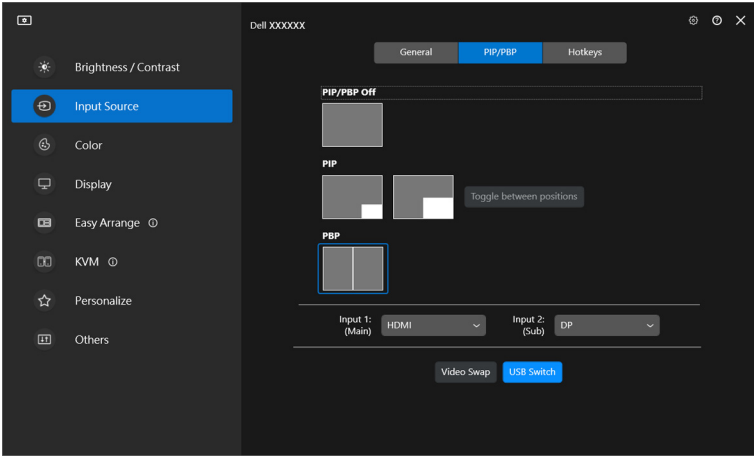 Dell XXXXXX
General
PIP/PBP
Hotkeys
Brightness / Contrast
Input Source
Color
Display
Easy Arrange
KVM
Personalize
Others
PIP/PBP Off
PIP
Toggle between positions
PBP
Input 1:
(Main)
HDMI
Input 2:
(Sub)
DP
Video Swap
USB Switch